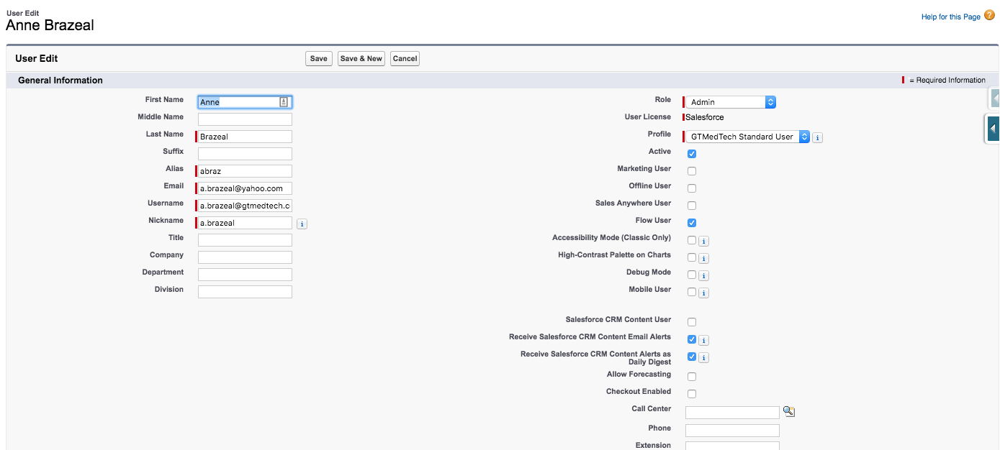 User Edit
Anne Brazeal
Help for this Page ?
User Edit
Save
Save & New
Cancel
General Information
= Required Information
First Name Anne
Middle Name
Last Name Brazeal
Suffix
Alias abraz
Email a.brazeal@yahoo.com
Username a.brazeal@gtmedtech.c
Nickname a.brazeal i
Title
Company
Department
Division
Role Admin
User License Salesforce
Profile GTMedTech Standard User i
Active
Marketing User
Offline User
Sales Anywhere User
Flow User
Accessibility Mode (Classic Only) i
High-Contrast Palette on Charts i
Debug Mode i
Mobile User i
Salesforce CRM Content User
Receive Salesforce CRM Content Email Alerts i
Receive Salesforce CRM Content Alerts as i
Daily Digest
Allow Forecasting
Checkout Enabled
Call Center
Phone
Extension